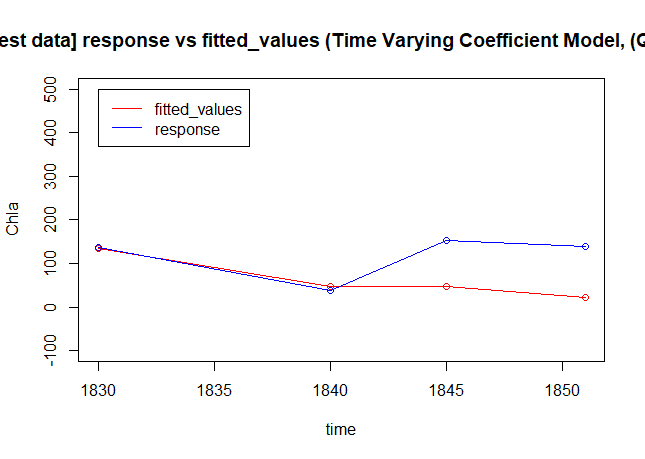 est data] response vs fitted_values (Time Varying Coefficient Model, (Q
500
400
300
200
100
0
-100
Chla
fitted_values
response
1830 1835 1840 1845 1850
time